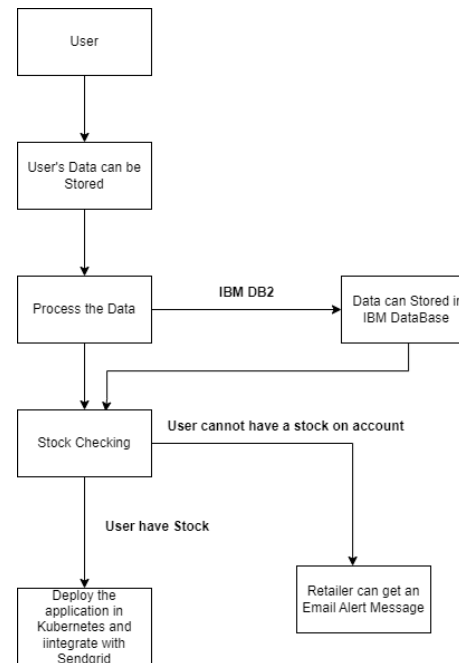 User
User's Data can be
Stored
Process the Data
IBM DB2
Data can Stored in
IBM DataBase
Stock Checking
User cannot have a stock on account
User have Stock
Deploy the
application in
Kubernetes and
iintegrate with
Sendgrid
Retailer can get an
Email Alert Message